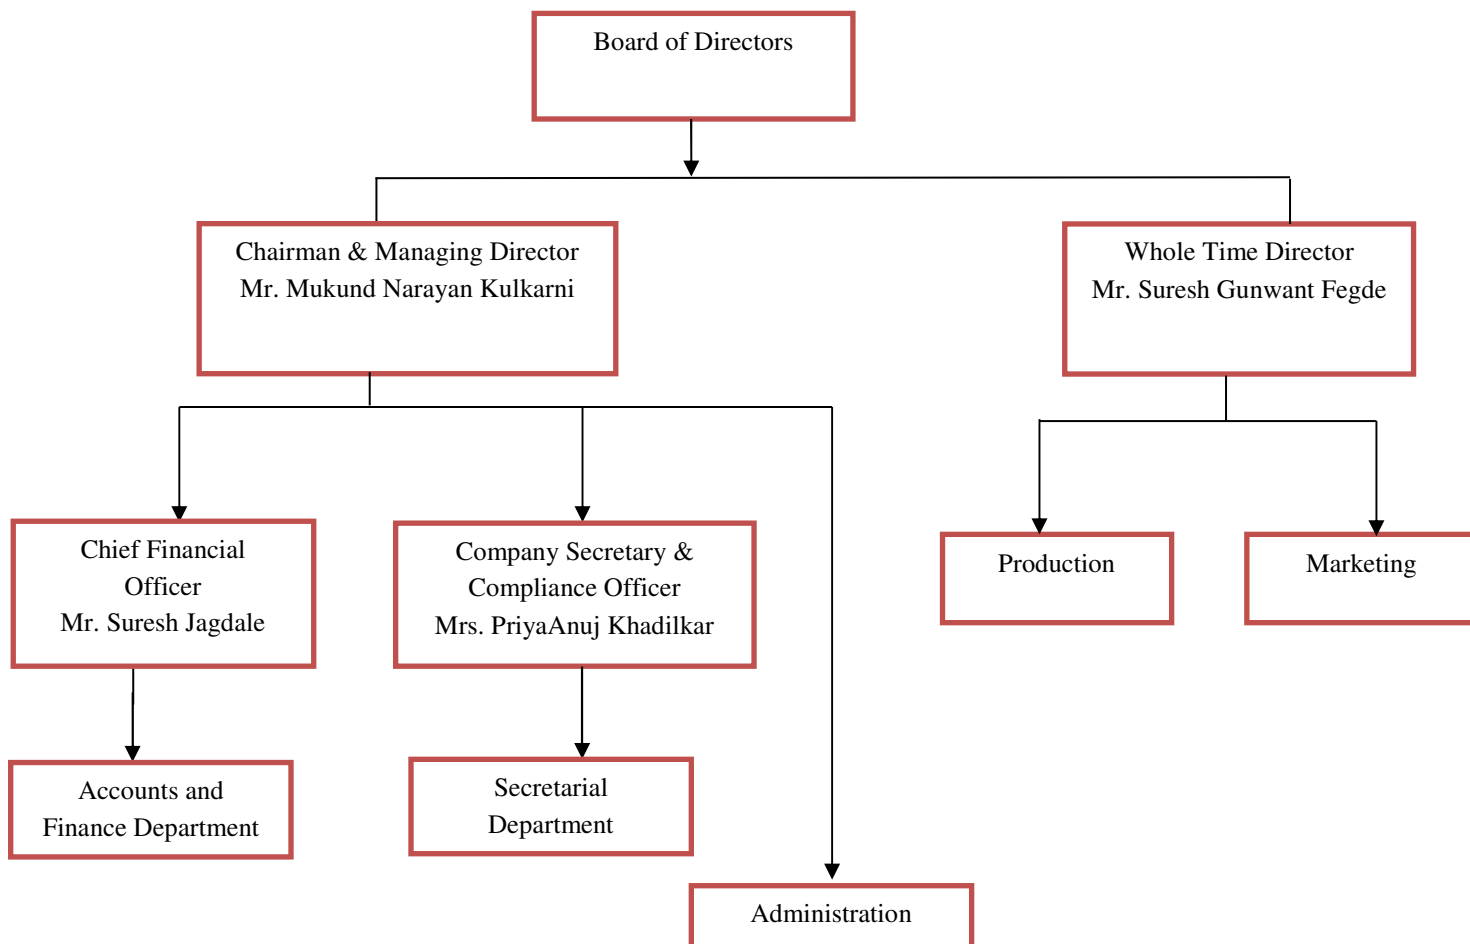 Board of Directors
Chairman & Managing Director
Mr. Mukund Narayan Kulkarni
Whole Time Director
Mr. Suresh Gunwant Fegde
Chief Financial
Officer
Mr. Suresh Jagdale
Company Secretary &
Compliance Officer
Mrs. PriyaAnuj Khadilkar
Production
Marketing
Accounts and
Finance Department
Secretarial
Department
Administration